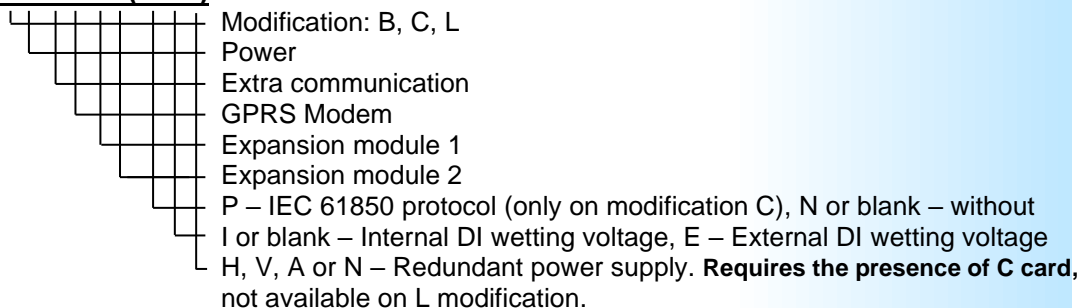 Modification: B, C, L
Power
Extra communication
GPRS Modem
Expansion module 1
Expansion module 2
P – IEC 61850 protocol (only on modification C), N or blank – without
I or blank – Internal DI wetting voltage, E – External DI wetting voltage
H, V, A or N – Redundant power supply. Requires the presence of C card,
not available on L modification.